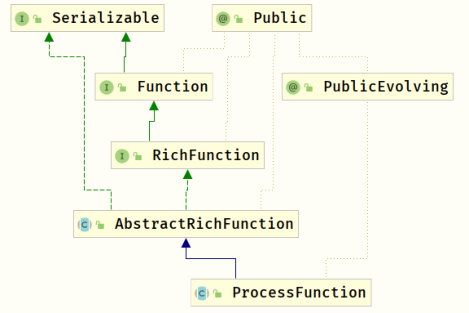 I Serializable
@ Public
I Function
@ PublicEvolving
I RichFunction
C AbstractRichFunction
C ProcessFunction